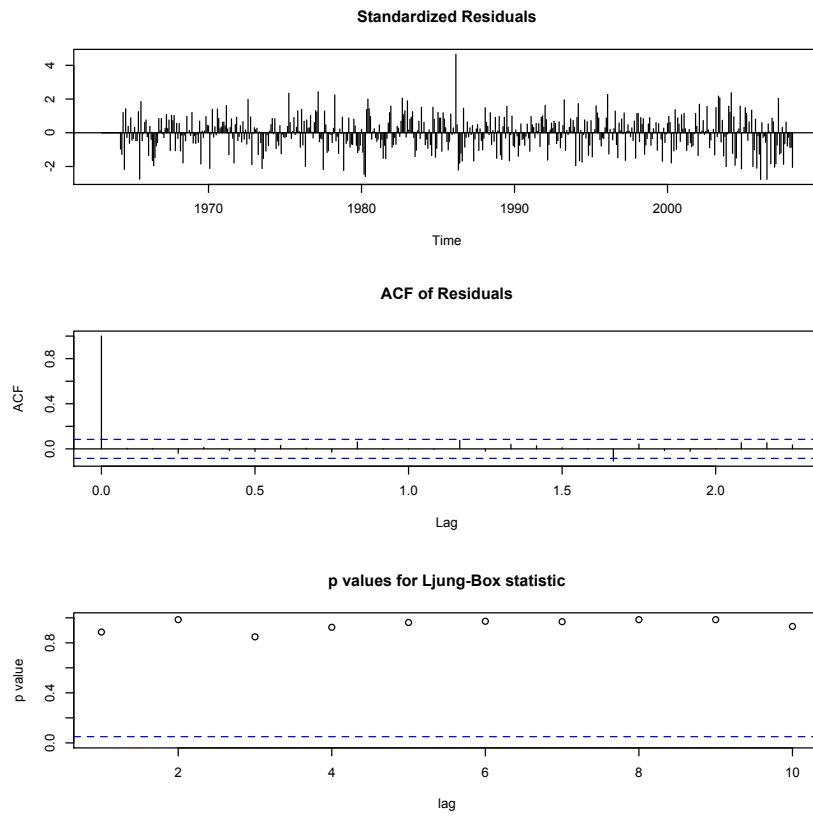 Standardized Residuals
4
2
0
-2
1970 1980 1990 2000
Time
ACF of Residuals
ACF
0.8
0.4
0.0
0.0 0.5 1.0 1.5 2.0
Lag
p values for Ljung-Box statistic
p value
0.8
0.4
0.0
2 4 6 8 10
lag